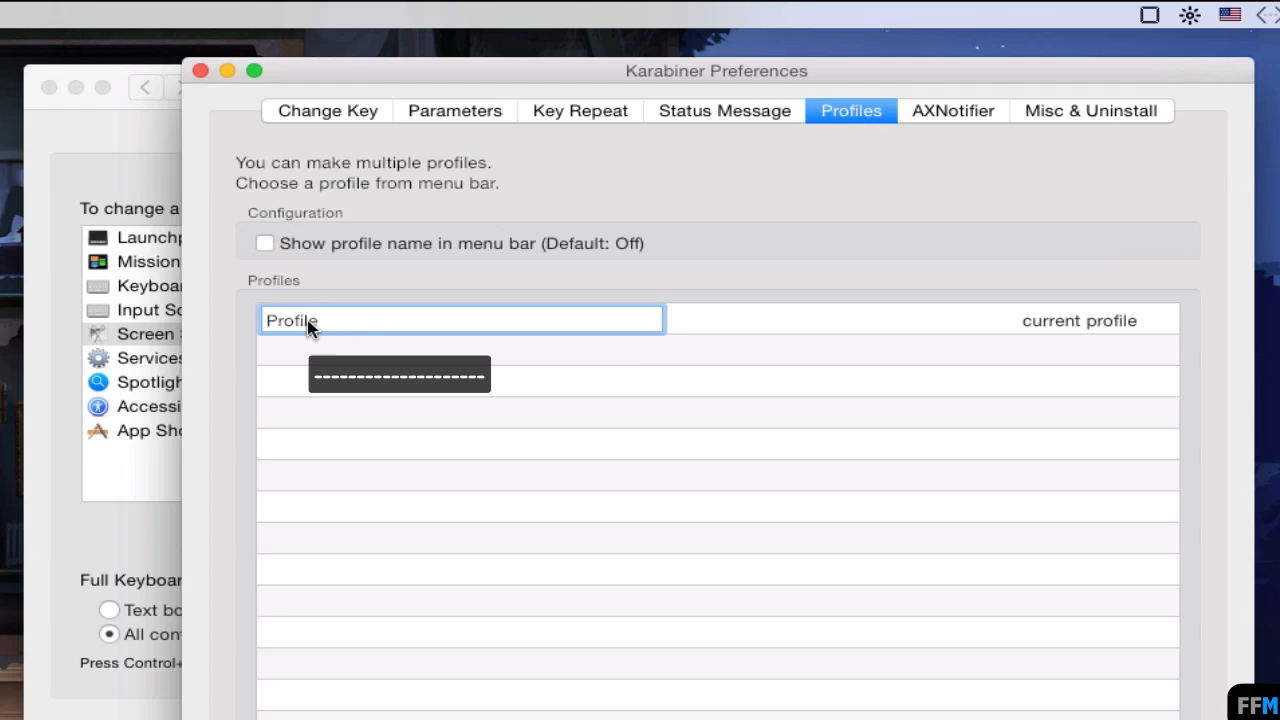 Karabiner Preferences
Change Key
Parameters
Key Repeat
Status Message
Profiles
AXNotifier
Misc & Uninstall
You can make multiple profiles.
Choose a profile from menu bar.
Configuration
Show profile name in menu bar (Default: Off)
Profiles
Profile
current profile
--------------------
To change a
Launchp
Mission
Keyboar
Input So
Screen S
Services
Spotligh
Accessi
App Sho
Full Keyboar
Text bo
All cont
Press Control+
FFM